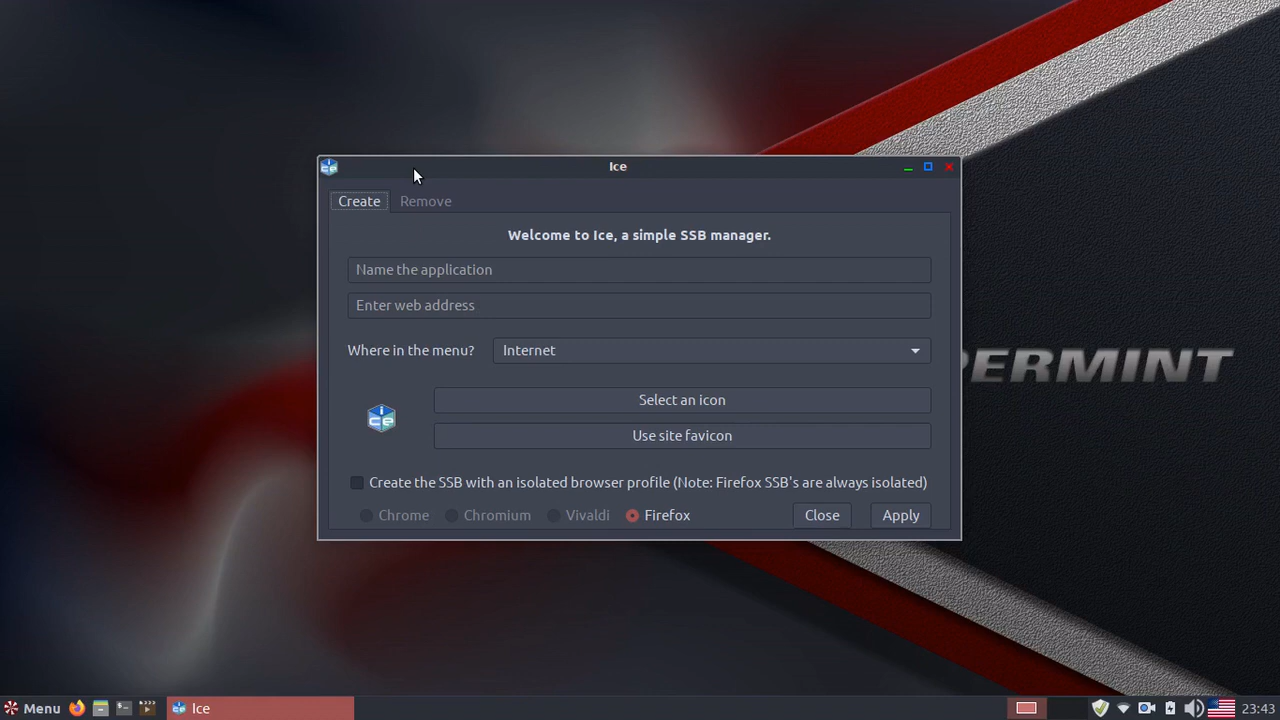 Ice
Create
Remove
Welcome to Ice, a simple SSB manager.
Name the application
Enter web address
Where in the menu?
Internet
Select an icon
Use site favicon
Create the SSB with an isolated browser profile (Note: Firefox SSB's are always isolated)
Chrome
Chromium
Vivaldi
Firefox
Close
Apply
PERMINT
Menu
Ice
23:43